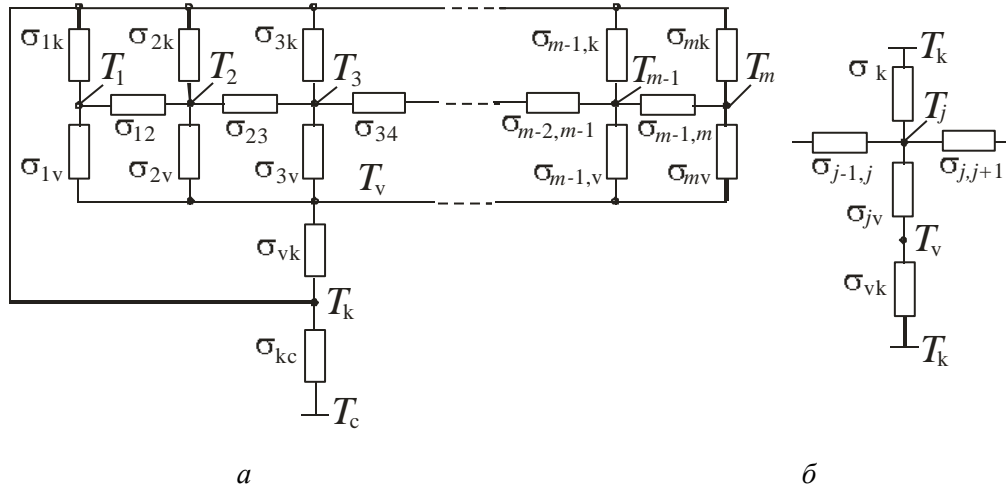 σ1k σ2k σ3k σm-1,k σmk
T1 T2 T3 Tm-1 Tm
σ12 σ23 σ34 σm-2,m-1 σm-1,m
σ1v σ2v σ3v Tv σm-1,v σmv
σvk
Tk
σkc
Tc
а
Tk
σ k
Tj
σj-1,j σj,j+1
σjv
Tv
σvk
Tk
б